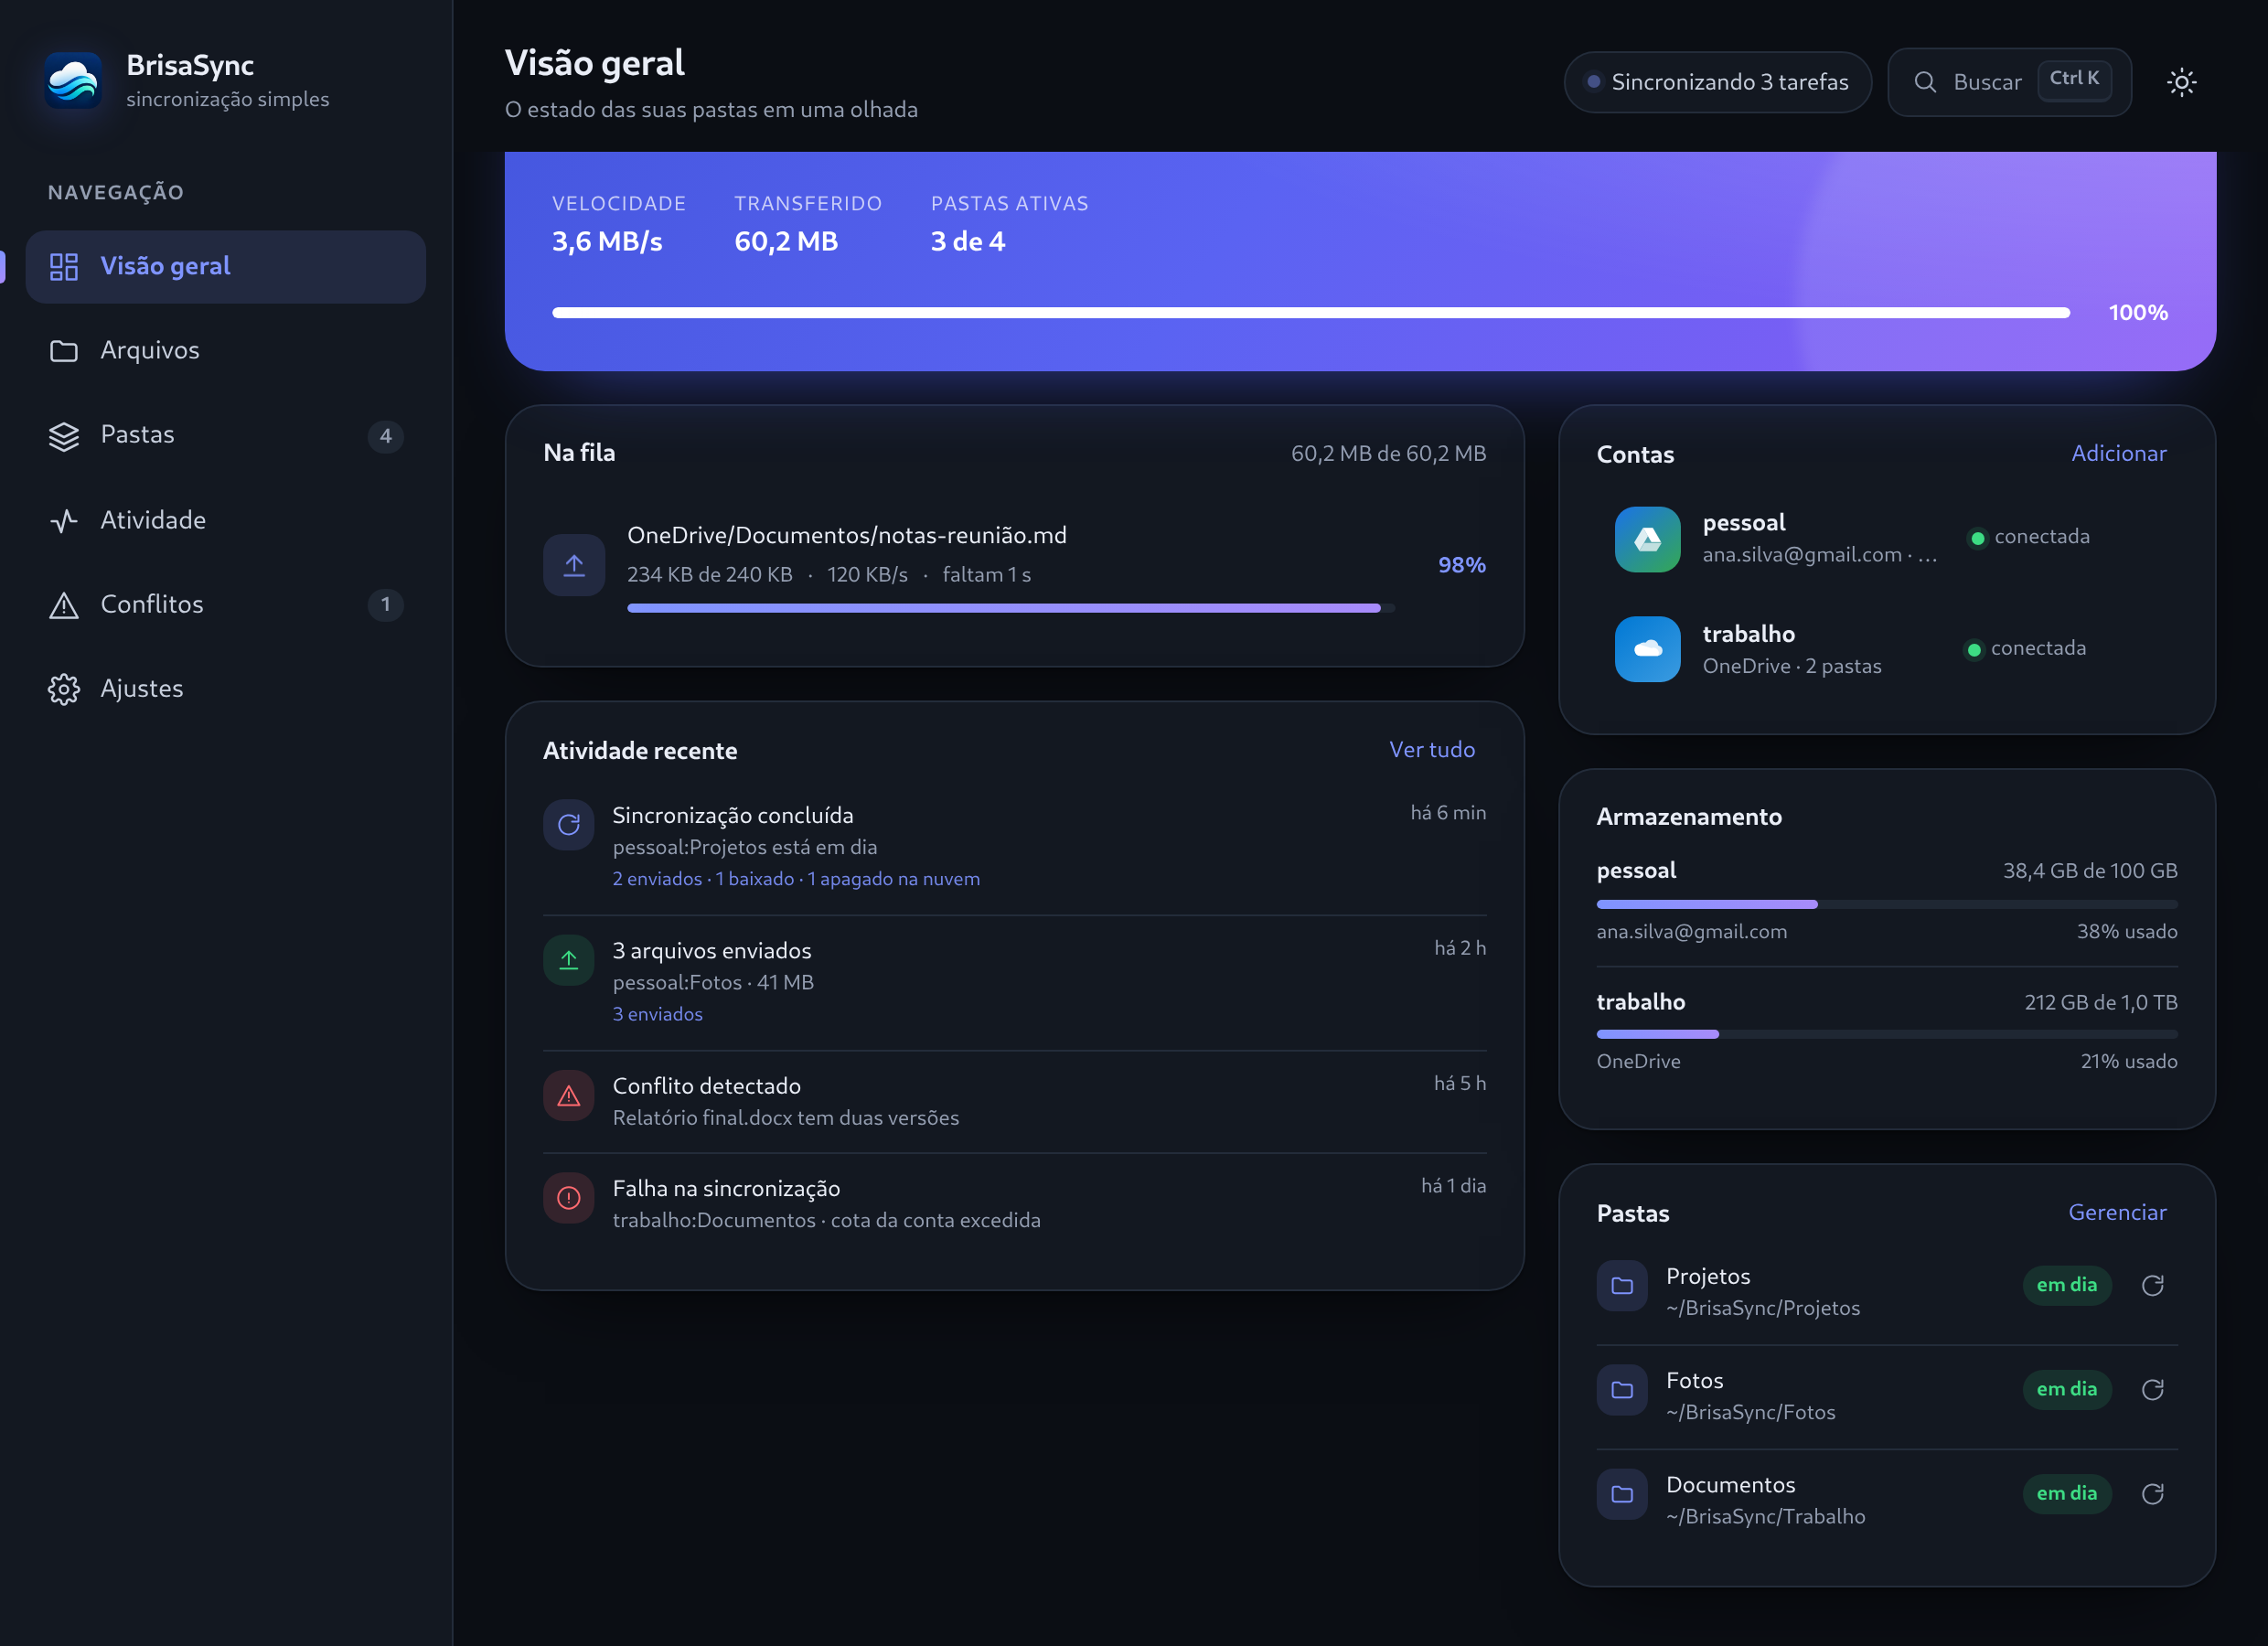 BrisaSync
sincronização simples
NAVEGAÇÃO
Visão geral
Arquivos
Pastas
4
Atividade
Conflitos
1
Ajustes
Visão geral
O estado das suas pastas em uma olhada
Sincronizando 3 tarefas
Buscar
Ctrl K
VELOCIDADE
3,6 MB/s
TRANSFERIDO
60,2 MB
PASTAS ATIVAS
3 de 4
100%
Na fila
60,2 MB de 60,2 MB
OneDrive/Documentos/notas-reunião.md
234 KB de 240 KB · 120 KB/s · faltam 1 s
98%
Atividade recente
Ver tudo
Sincronização concluída
há 6 min
pessoal:Projetos está em dia
2 enviados · 1 baixado · 1 apagado na nuvem
3 arquivos enviados
há 2 h
pessoal:Fotos · 41 MB
3 enviados
Conflito detectado
há 5 h
Relatório final.docx tem duas versões
Falha na sincronização
há 1 dia
trabalho:Documentos · cota da conta excedida
Contas
Adicionar
pessoal
ana.silva@gmail.com · …
conectada
trabalho
OneDrive · 2 pastas
conectada
Armazenamento
pessoal
38,4 GB de 100 GB
ana.silva@gmail.com
38% usado
trabalho
212 GB de 1,0 TB
OneDrive
21% usado
Pastas
Gerenciar
Projetos
~/BrisaSync/Projetos
em dia
Fotos
~/BrisaSync/Fotos
em dia
Documentos
~/BrisaSync/Trabalho
em dia